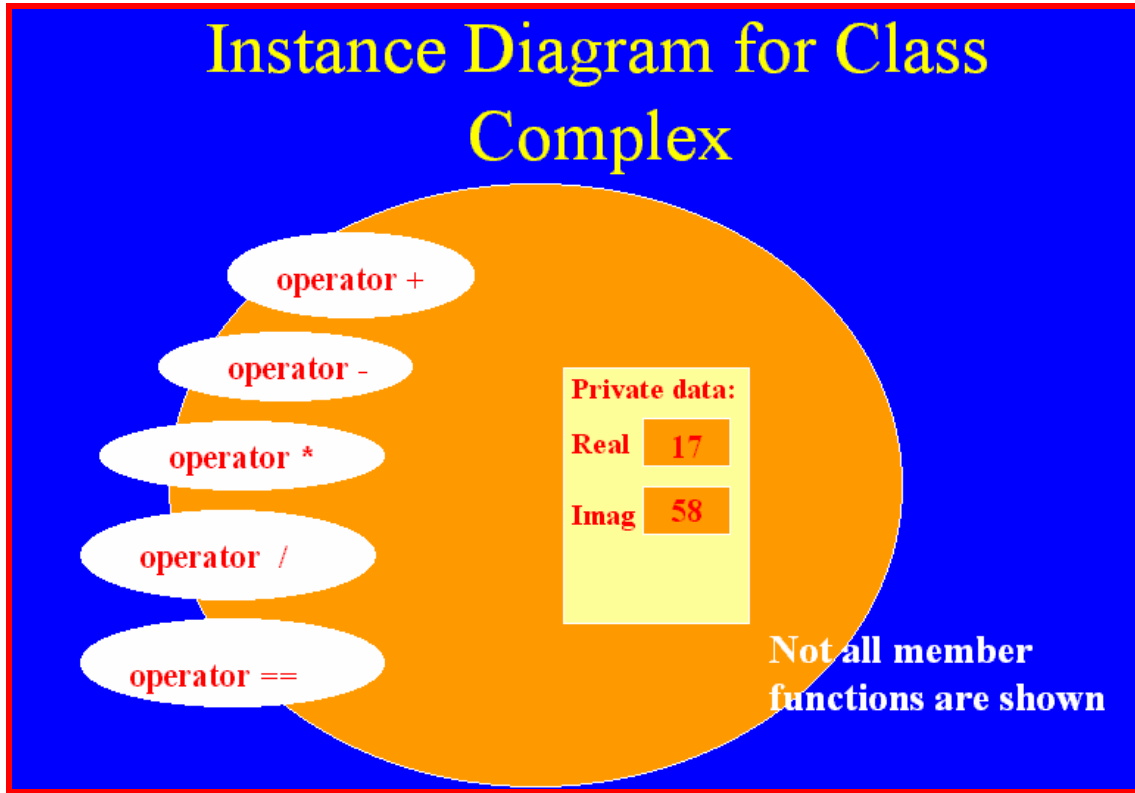 Instance Diagram for Class
Complex
operator +
operator -
operator *
operator /
operator ==
Private data:
Real 17
Imag 58
Not all member
functions are shown